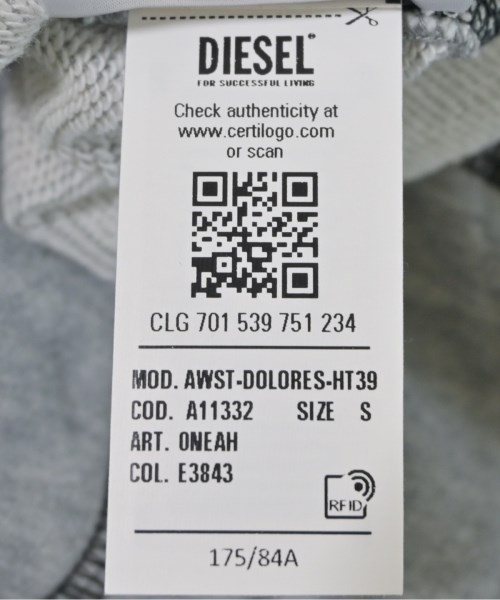 DIESEL®
FOR SUCCESSFUL LIVING
Check authenticity at
www.certilogo.com
or scan
CLG 701 539 751 234
MOD. AWST-DOLORES-HT39
COD. A11332 SIZE S
ART. ONEAH
COL. E3843
RFID
175/84A